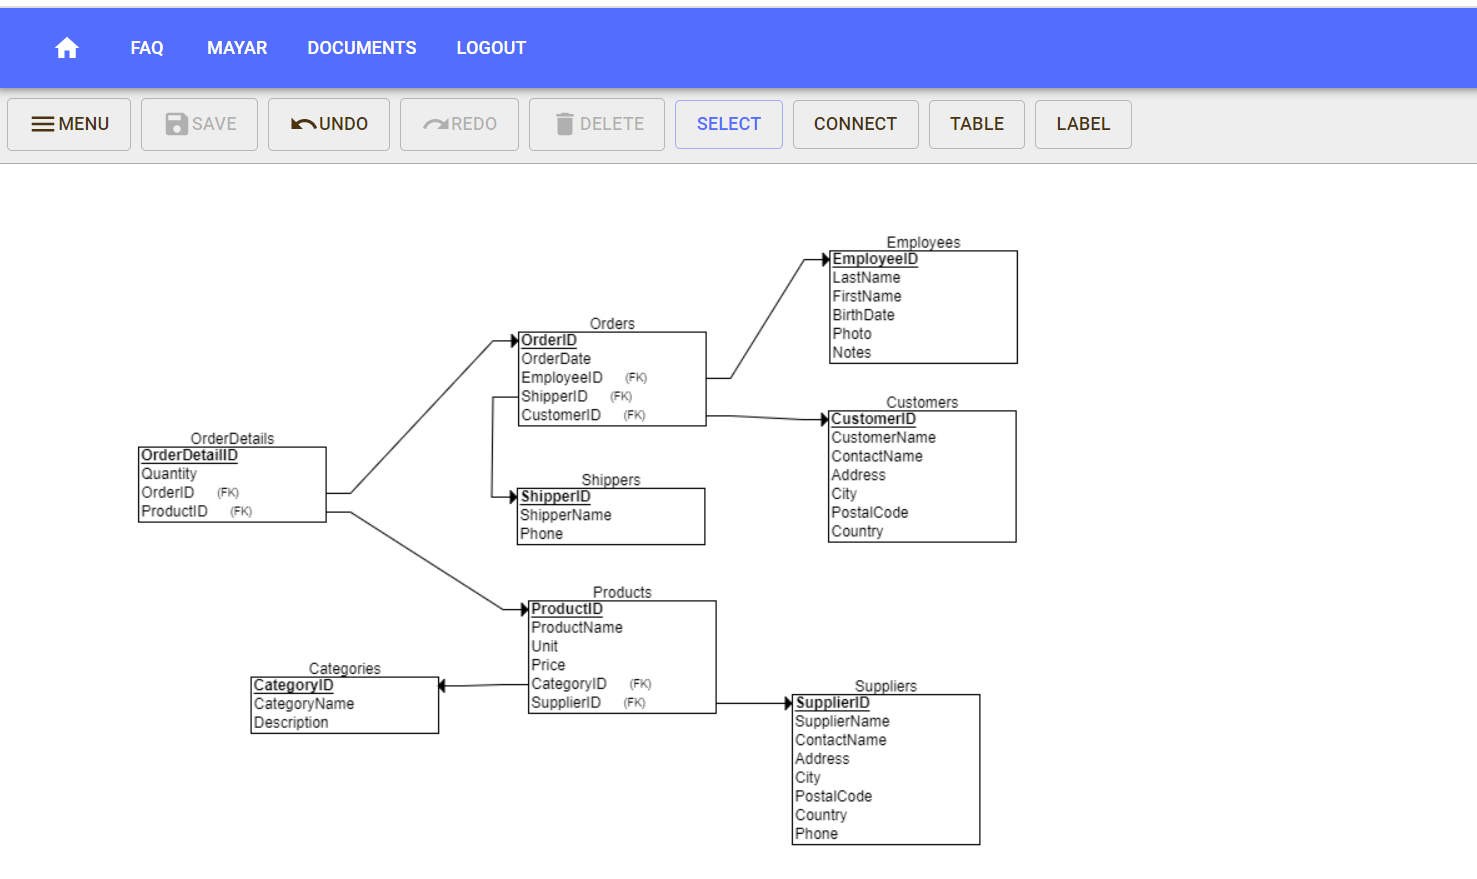 FAQ MAYAR DOCUMENTS LOGOUT
MENU SAVE UNDO REDO DELETE SELECT CONNECT TABLE LABEL
Employees
EmployeeID
LastName
FirstName
BirthDate
Photo
Notes
Orders
OrderID
OrderDate
EmployeeID (FK)
ShipperID (FK)
CustomerID (FK)
Customers
CustomerID
CustomerName
ContactName
Address
City
PostalCode
Country
OrderDetails
OrderDetailID
Quantity
OrderID (FK)
ProductID (FK)
Shippers
ShipperID
ShipperName
Phone
Products
ProductID
ProductName
Unit
Price
CategoryID (FK)
SupplierID (FK)
Categories
CategoryID
CategoryName
Description
Suppliers
SupplierID
SupplierName
ContactName
Address
City
PostalCode
Country
Phone